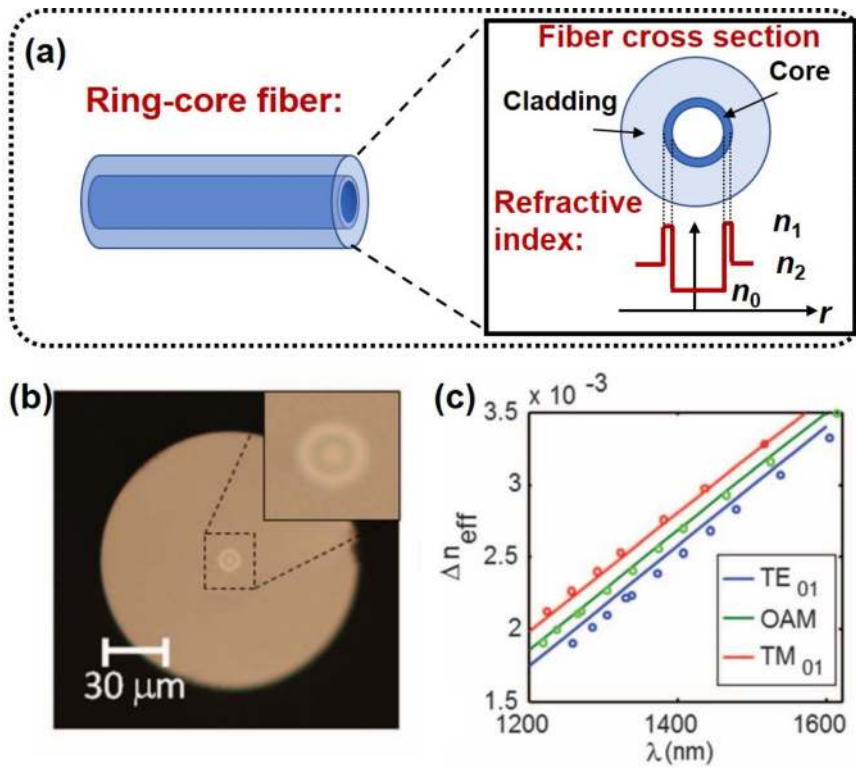 (a)
Ring-core fiber:
Fiber cross section
Core
Cladding
Refractive
index:
n₁
n₂
n₀
r
(b)
30 µm
(c)
x 10⁻³
3.5
3
2.5
2
1.5
Δn_eff
TE₀₁
OAM
TM₀₁
1200
1400
1600
λ(nm)